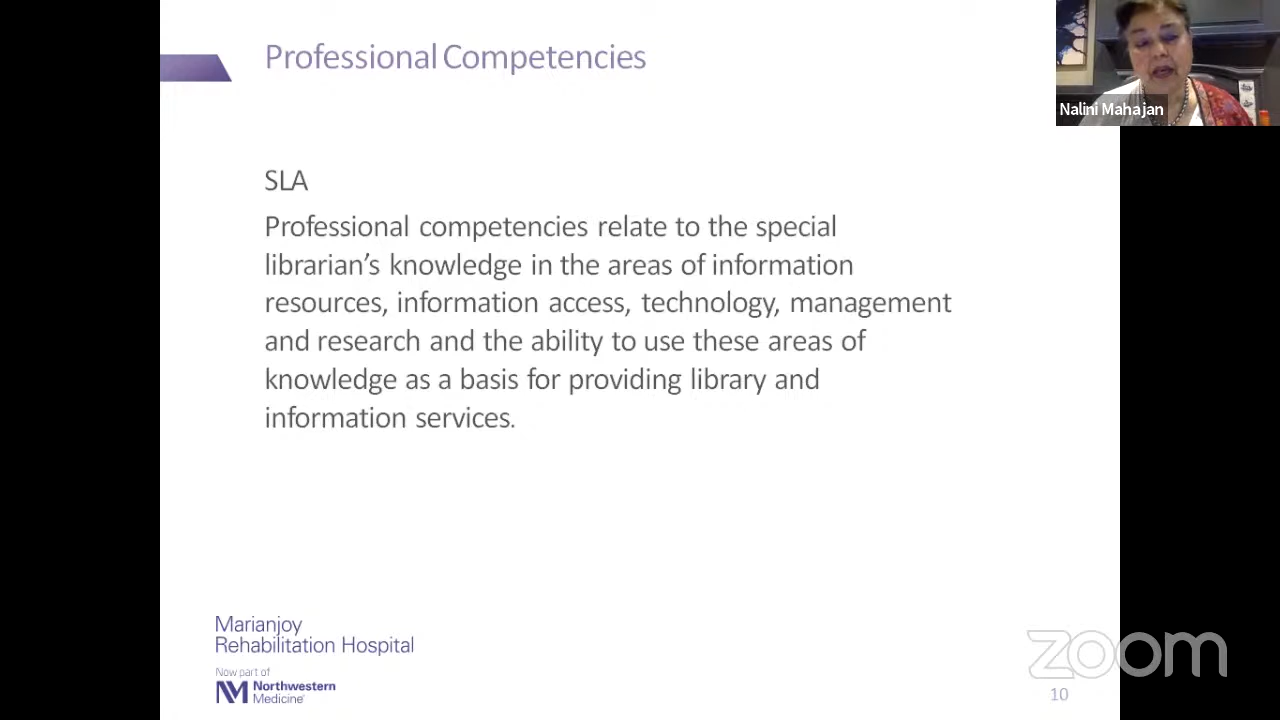 Professional Competencies
Nalini Mahajan
SLA
Professional competencies relate to the special
librarian’s knowledge in the areas of information
resources, information access, technology, management
and research and the ability to use these areas of
knowledge as a basis for providing library and
information services.
Marianjoy
Rehabilitation Hospital
Now part of
NM Northwestern
Medicine
zoom
10